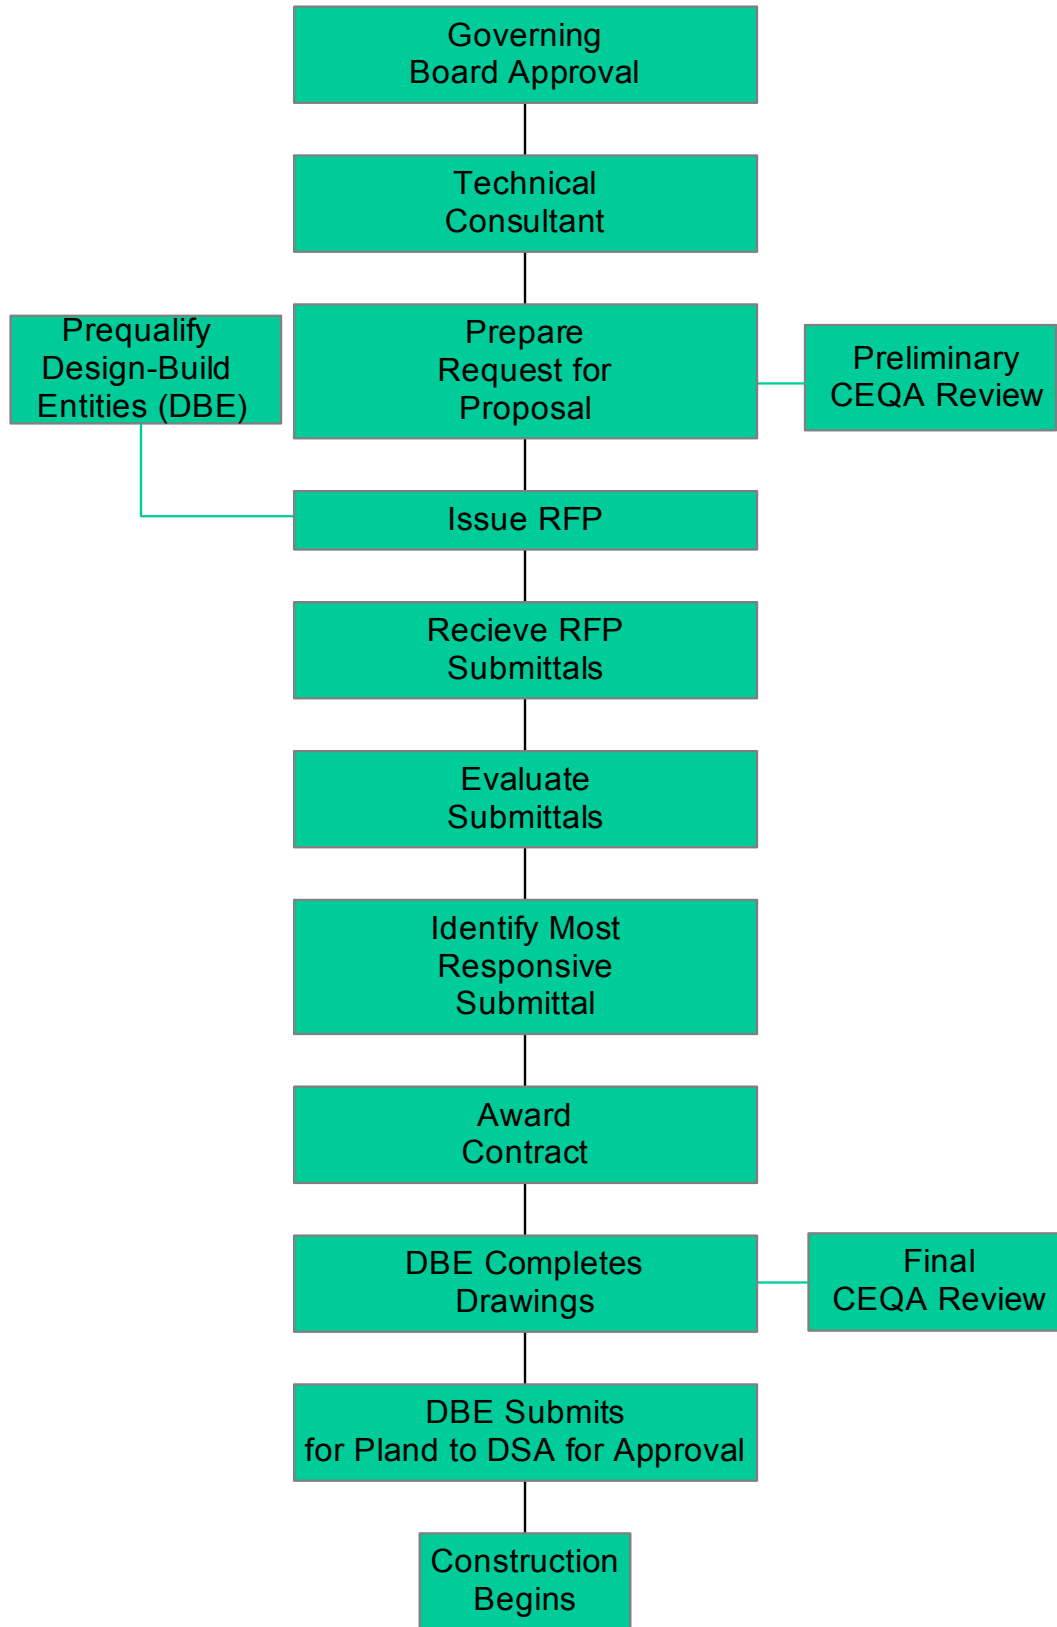 Governing
Board Approval
Technical
Consultant
Prequalify
Design-Build
Entities (DBE)
Prepare
Request for
Proposal
Preliminary
CEQA Review
Issue RFP
Recieve RFP
Submittals
Evaluate
Submittals
Identify Most
Responsive
Submittal
Award
Contract
DBE Completes
Drawings
Final
CEQA Review
DBE Submits
for Pland to DSA for Approval
Construction
Begins